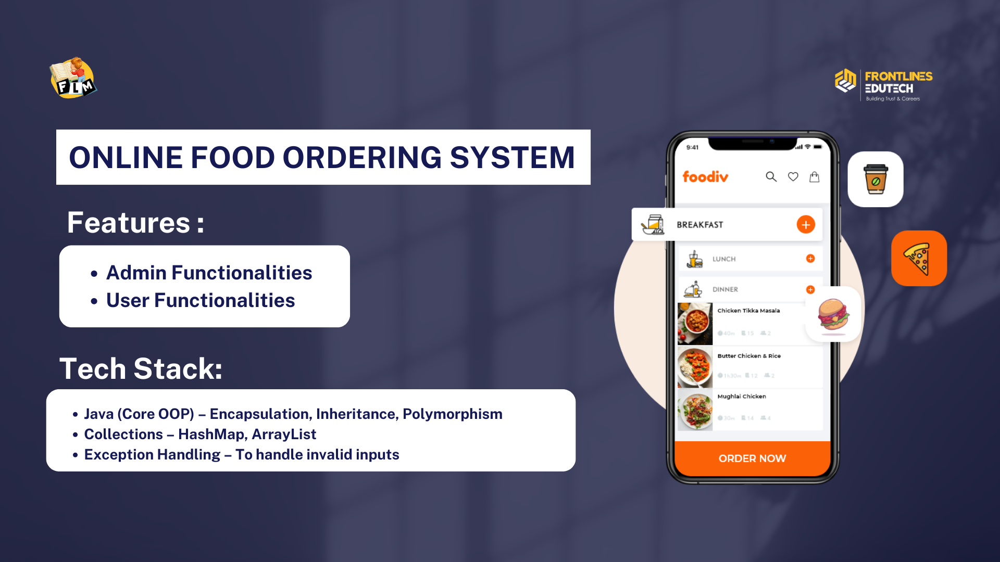 FLM
FRONTLINES
EDUTECH
Building Trust & Careers
ONLINE FOOD ORDERING SYSTEM
Features :
• Admin Functionalities
• User Functionalities
Tech Stack:
• Java (Core OOP) – Encapsulation, Inheritance, Polymorphism
• Collections – HashMap, ArrayList
• Exception Handling – To handle invalid inputs
9:41
foodiv
BREAKFAST
LUNCH
DINNER
Chicken Tikka Masala
40m 15 2
Butter Chicken & Rice
1h30m 12 2
Mughlai Chicken
30m 14 4
ORDER NOW